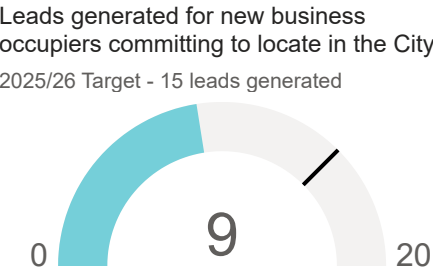 Leads generated for new business
occupiers committing to locate in the City
2025/26 Target - 15 leads generated
9
0
20